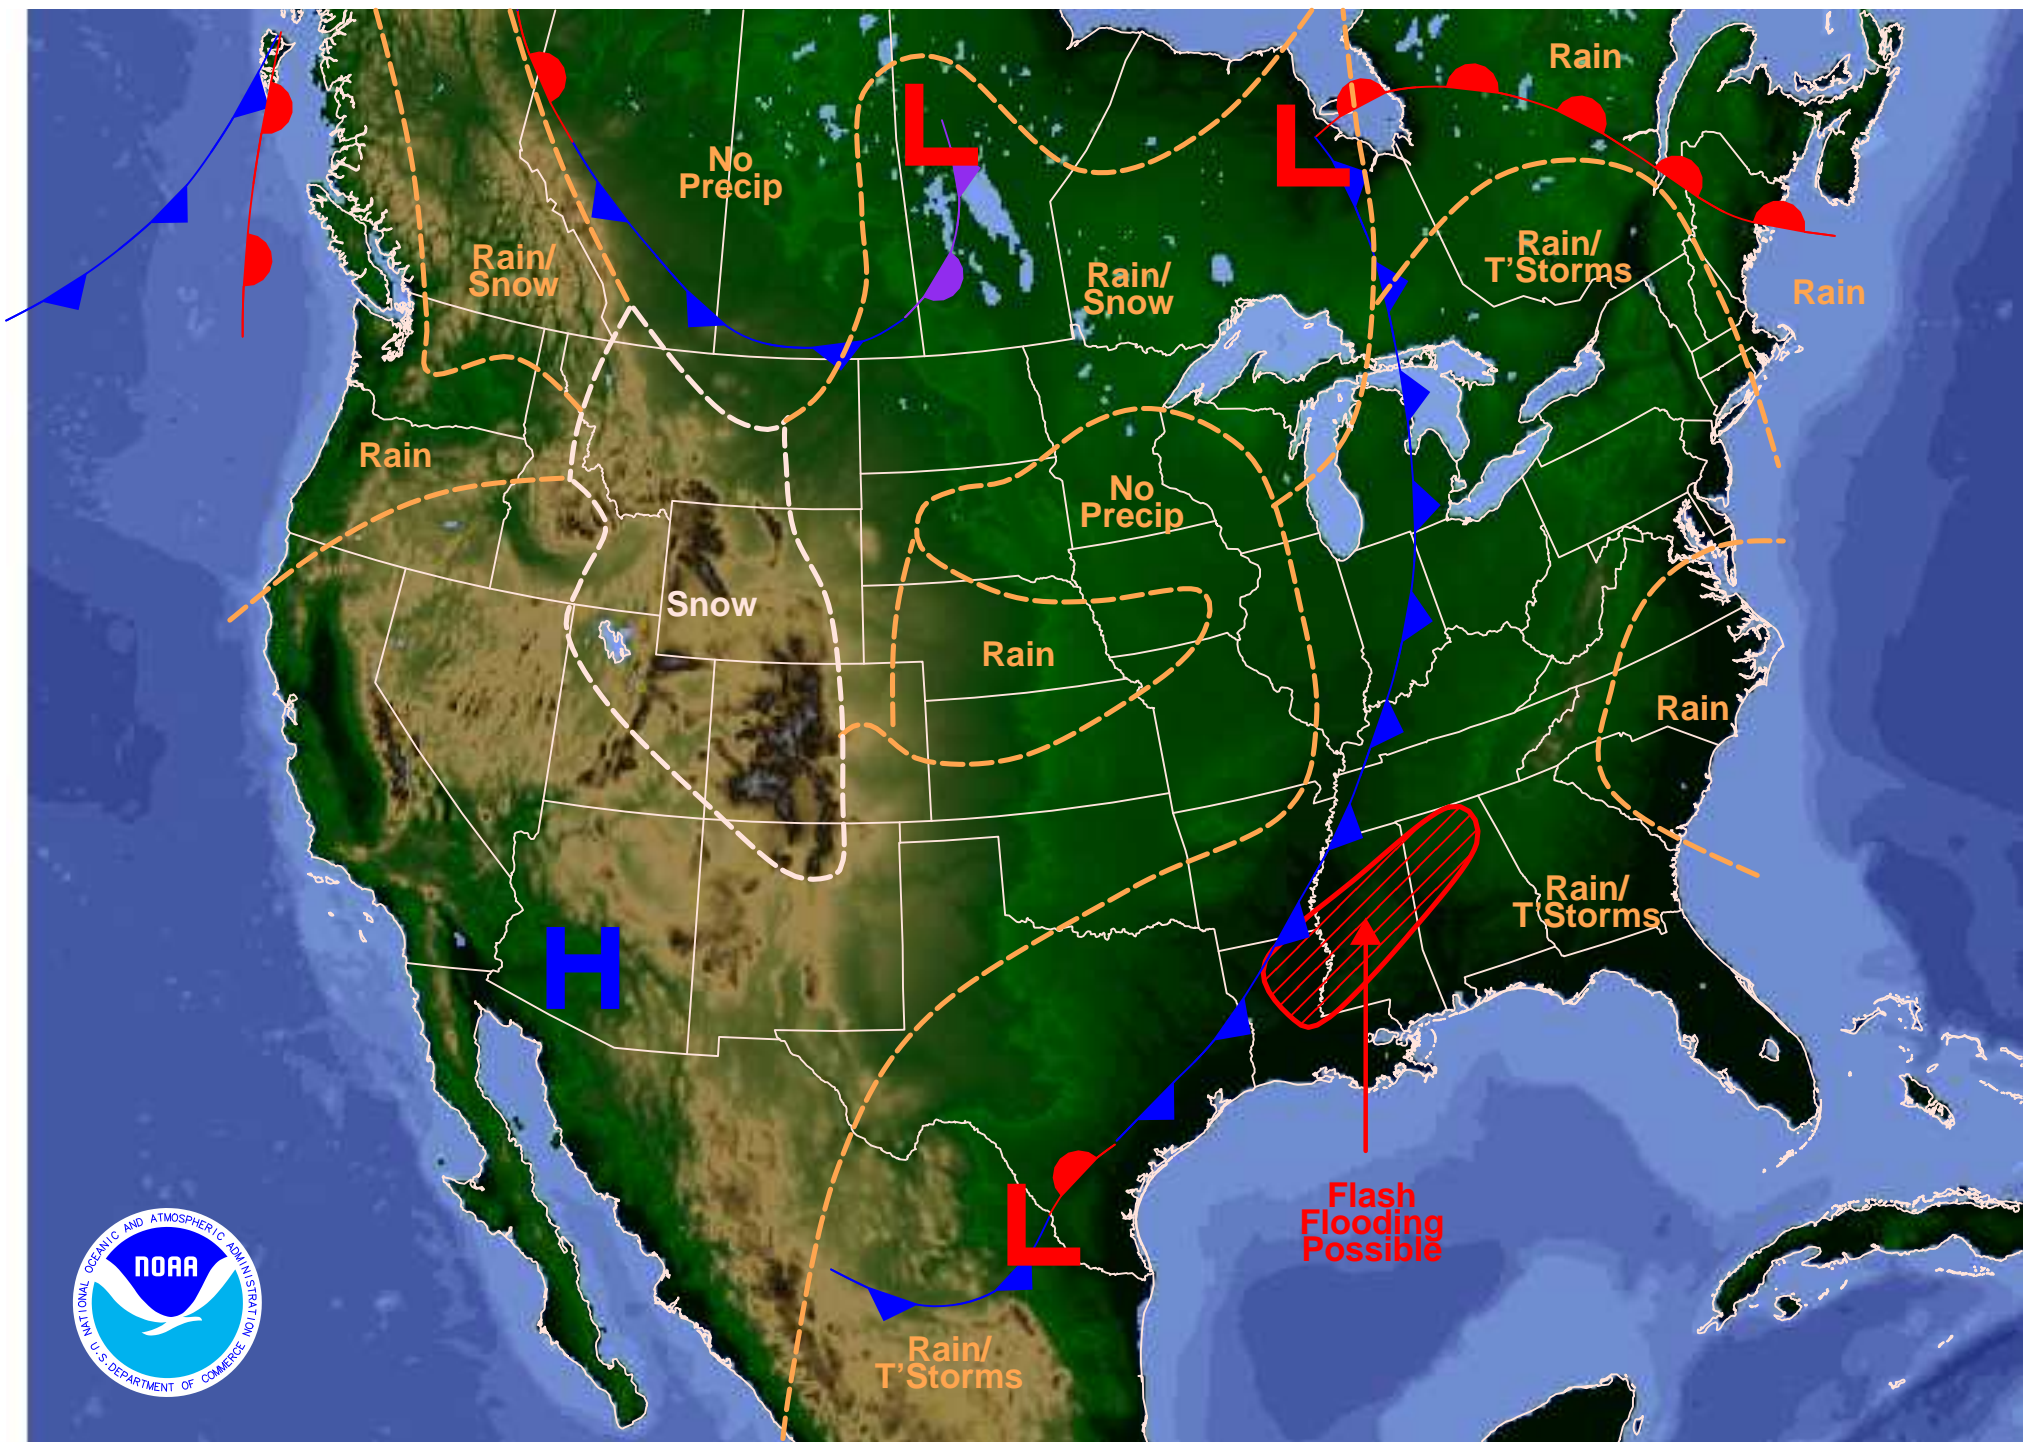 Rain
L
L
No
Precip
Rain/
Snow
Rain/
T'Storms
Rain/
Snow
Rain
Rain
No
Precip
Snow
Rain
Rain
Rain/
T'Storms
H
Flash
Flooding
Possible
L
Rain/
T'Storms
NATIONAL OCEANIC AND ATMOSPHERIC ADMINISTRATION
NOAA
U.S. DEPARTMENT OF COMMERCE